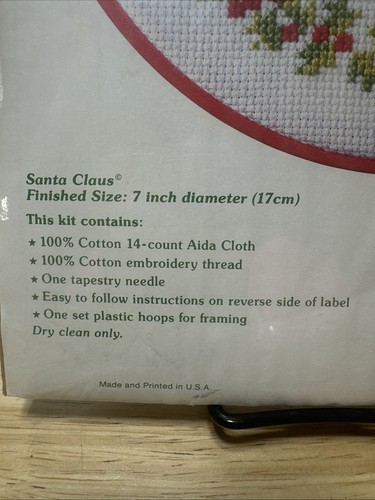 Santa Claus©
Finished Size: 7 inch diameter (17cm)
This kit contains:
★ 100% Cotton 14-count Aida Cloth
★ 100% Cotton embroidery thread
★ One tapestry needle
★ Easy to follow instructions on reverse side of label
★ One set plastic hoops for framing
Dry clean only.
Made and Printed in U.S.A.